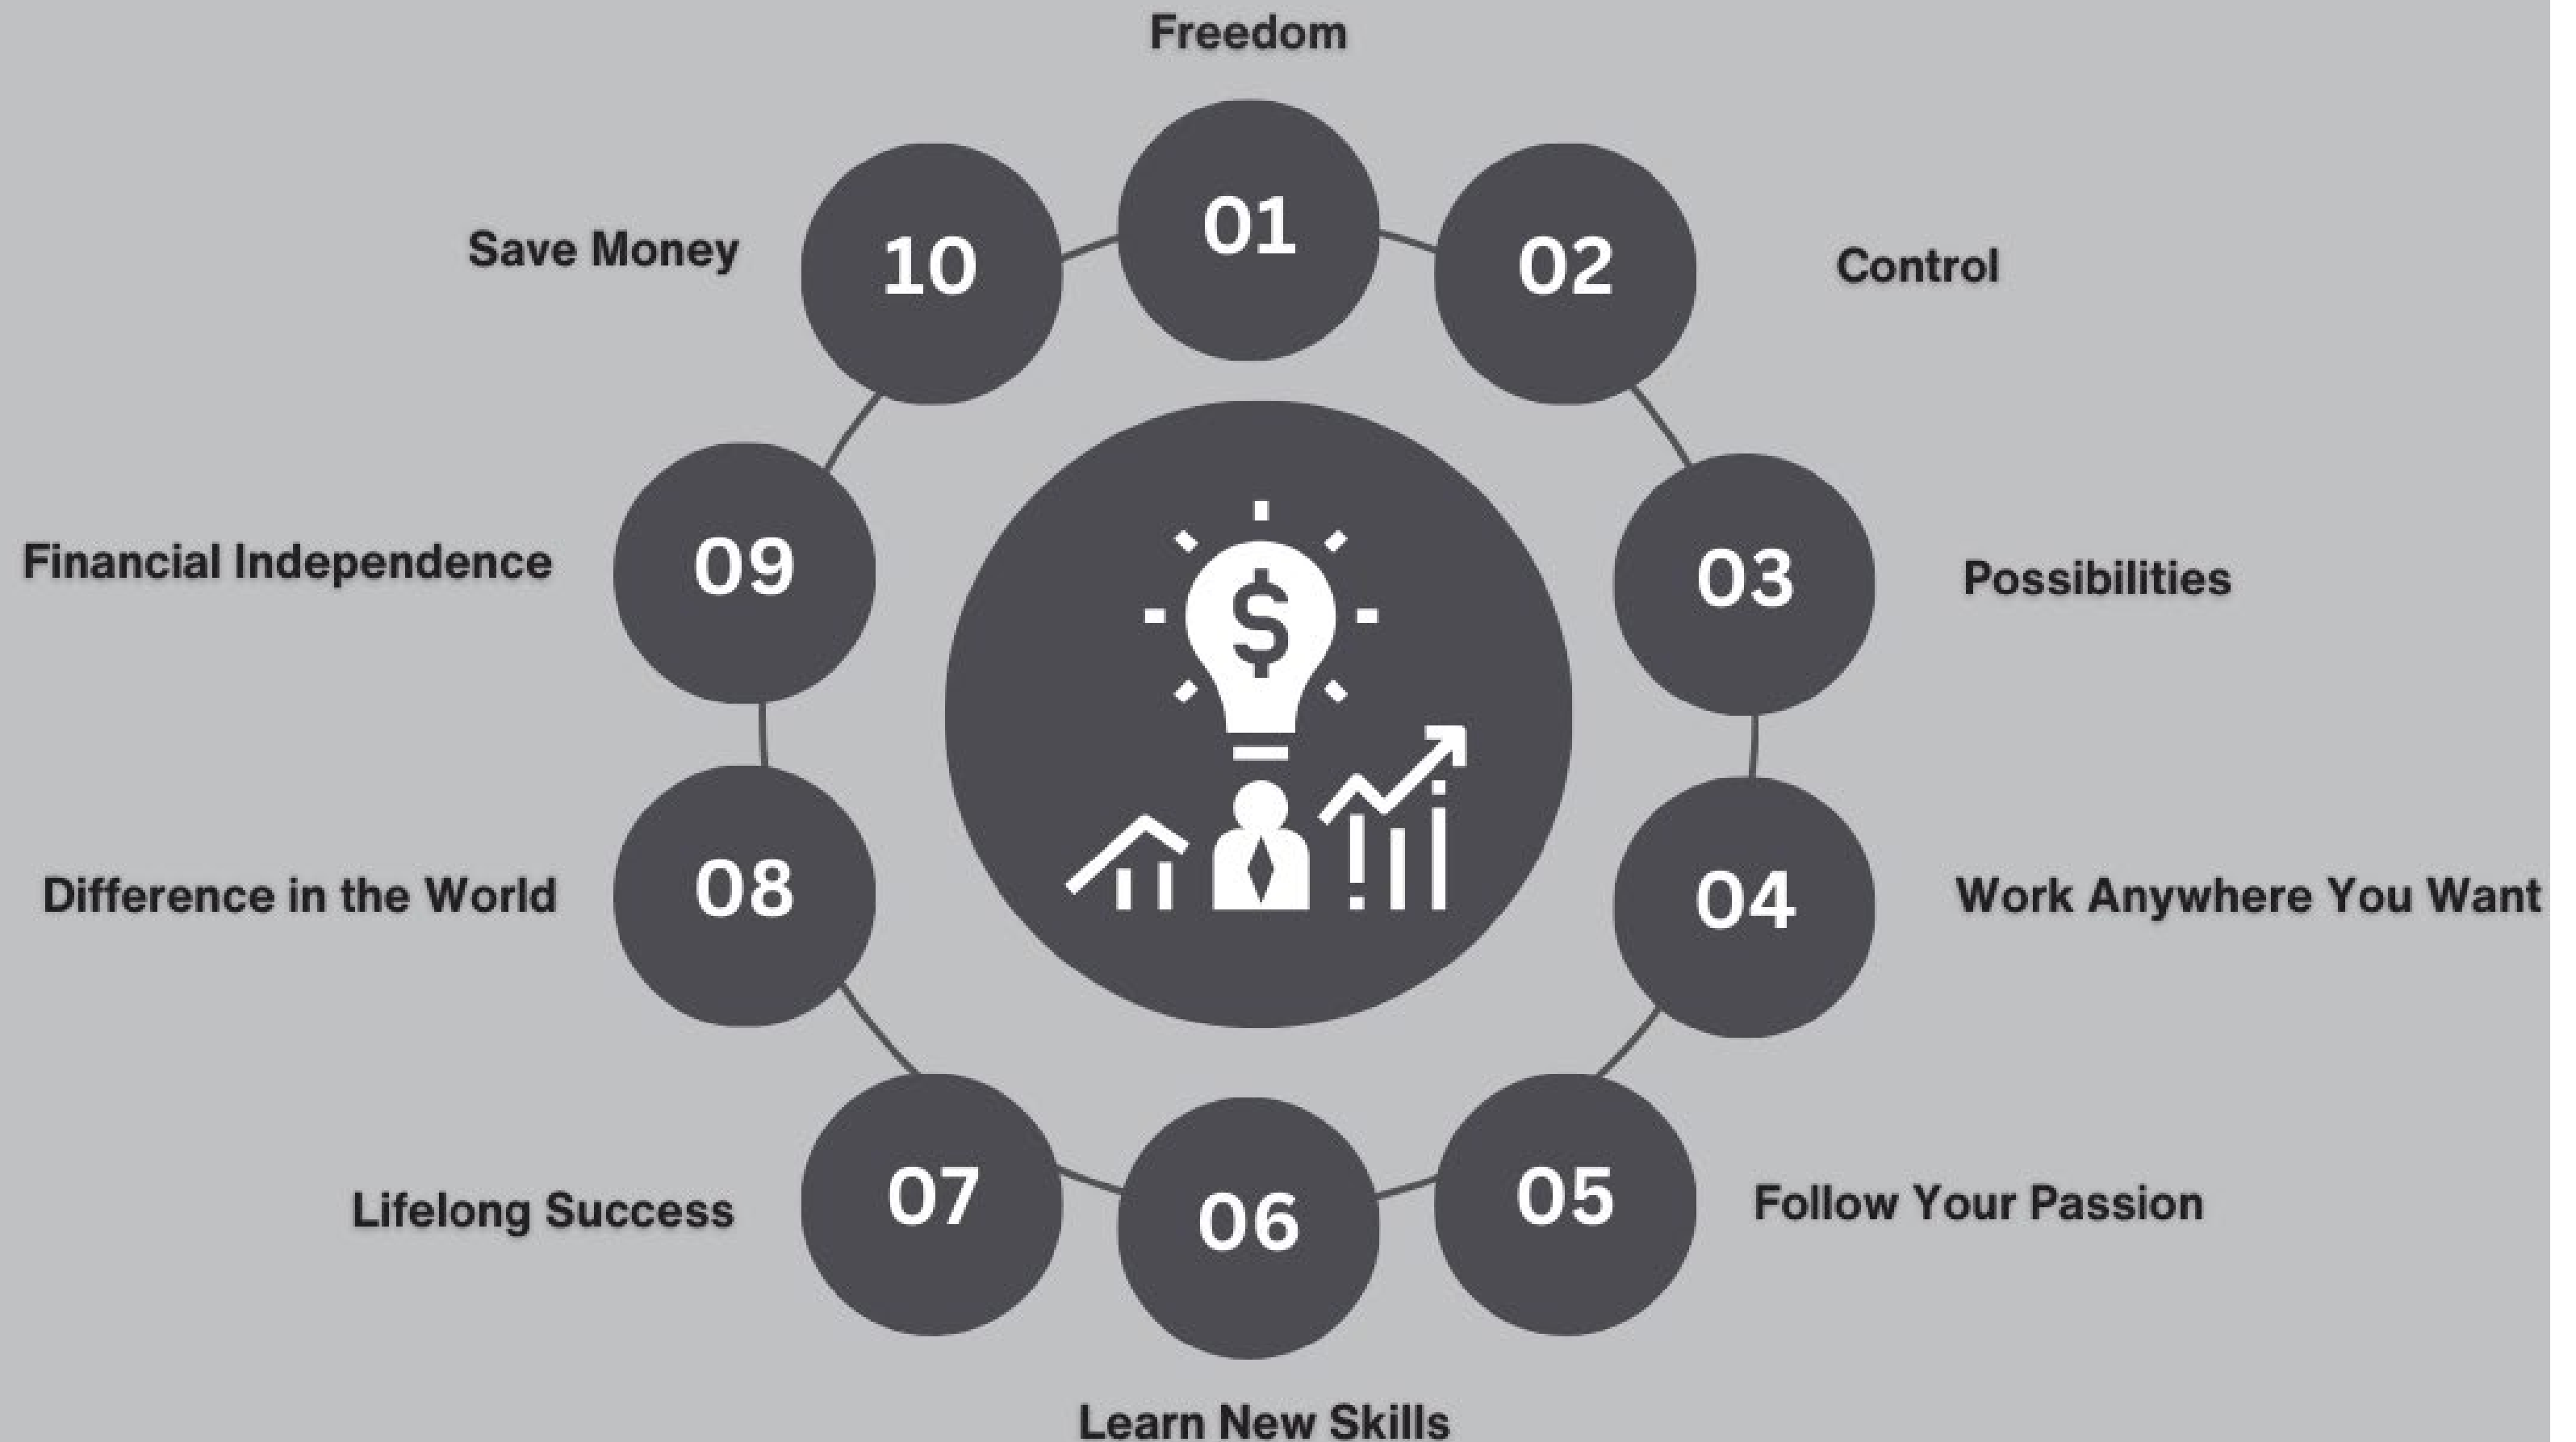 Freedom
01
02
Control
03
Possibilities
04
Work Anywhere You Want
05
Follow Your Passion
06
Learn New Skills
07
Lifelong Success
08
Difference in the World
09
Financial Independence
10
Save Money
$